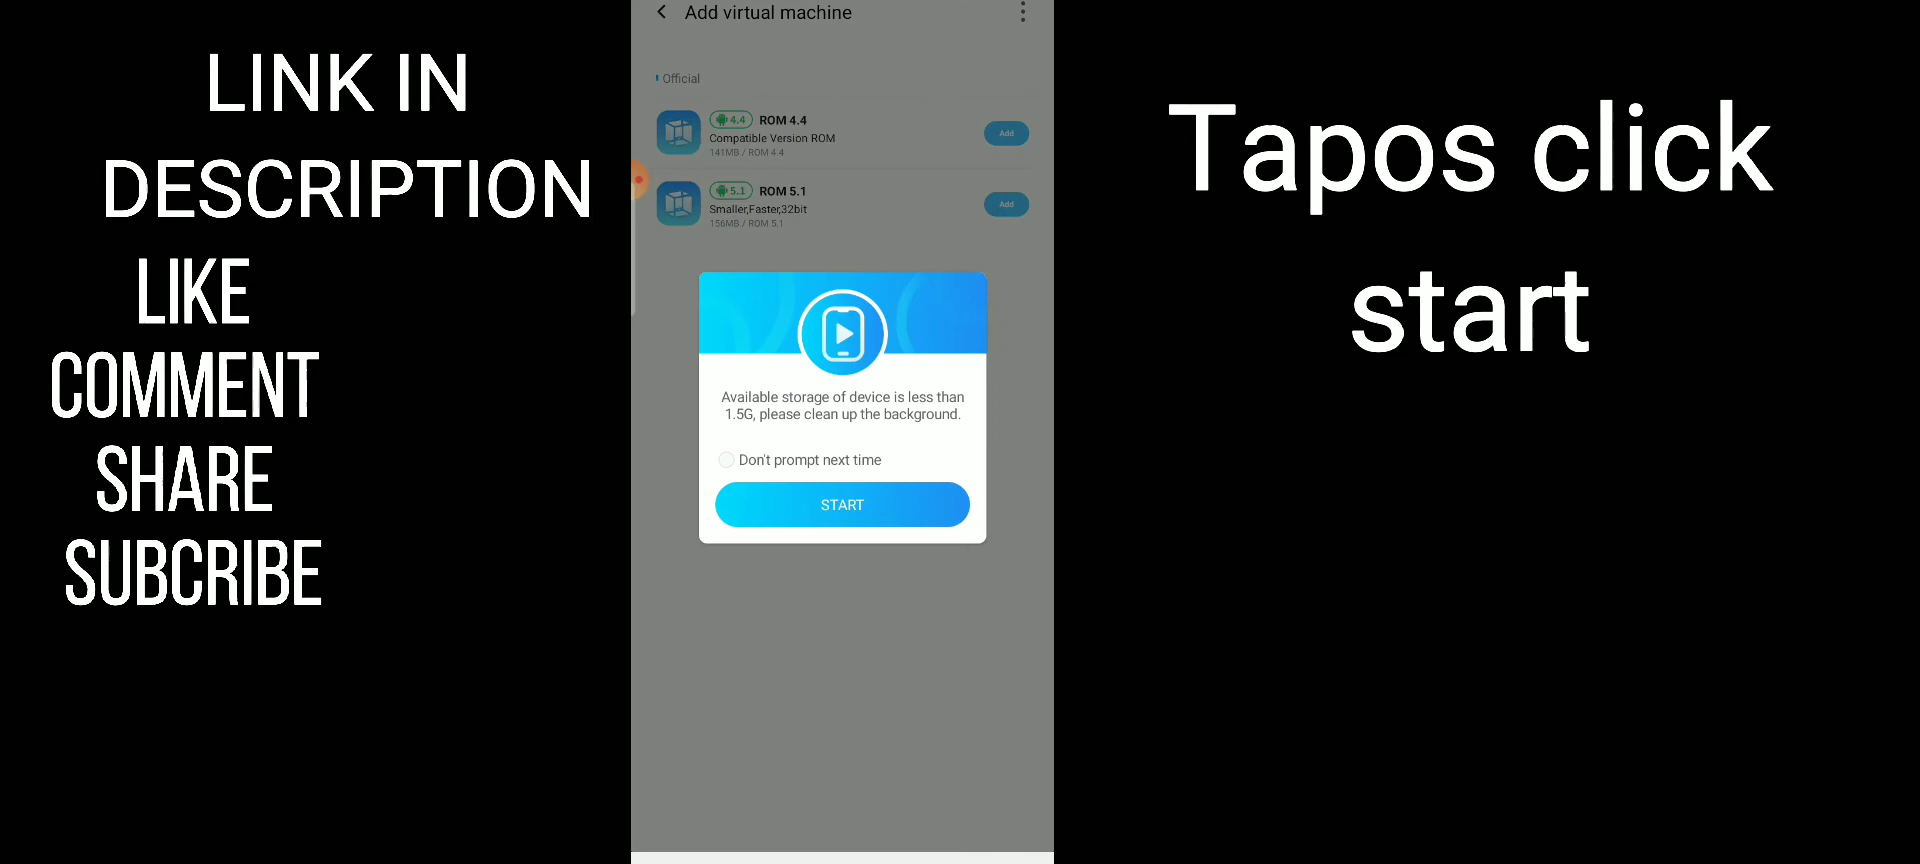 LINK IN
DESCRIPTION
LIKE
COMMENT
SHARE
SUBCRIBE
Add virtual machine
Official
4.4 ROM 4.4
Compatible Version ROM
141MB / ROM 4.4
Add
5.1 ROM 5.1
Smaller,Faster,32bit
156MB / ROM 5.1
Add
Available storage of device is less than
1.5G, please clean up the background.
Don't prompt next time
START
Tapos click
start